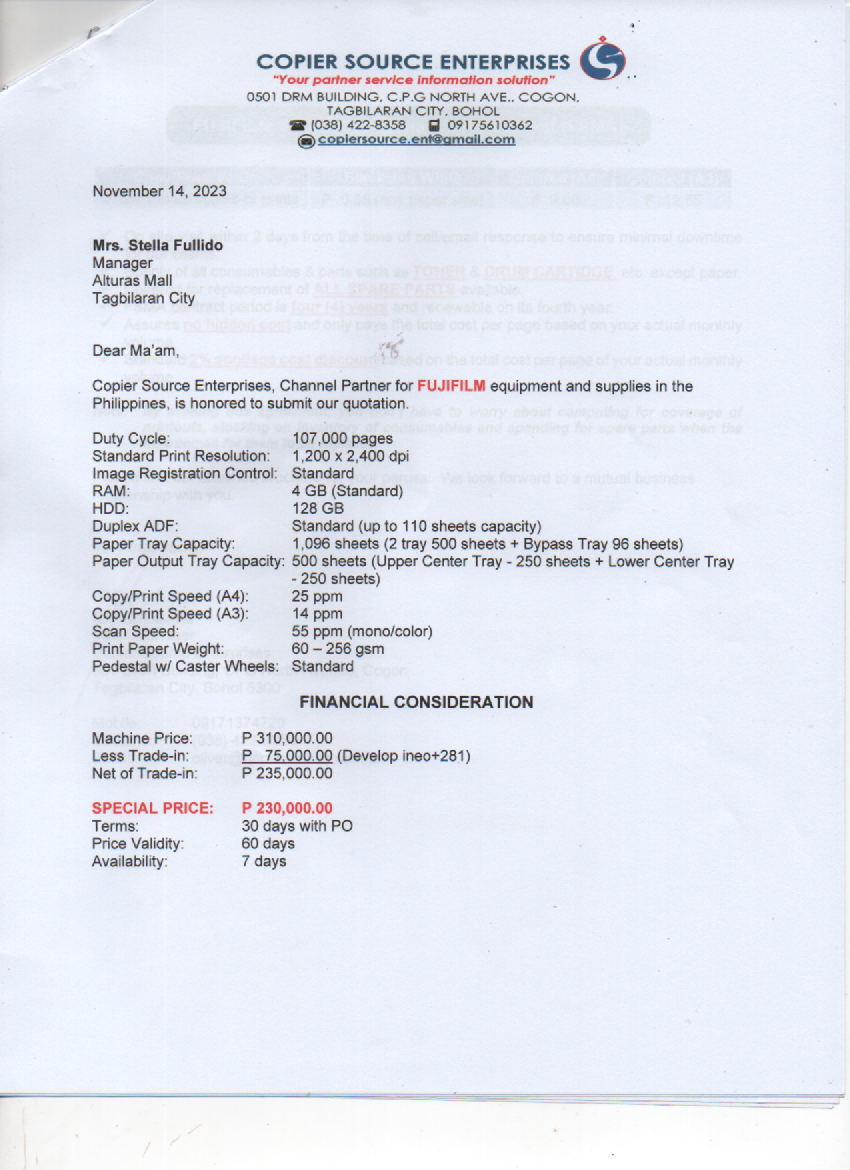 COPIER SOURCE ENTERPRISES
"Your partner service information solution"
0501 DRM BUILDING, C.P.G NORTH AVE., COGON,
TAGBILARAN CITY, BOHOL
(038) 422-8358 09175610362
copiersource.ent@gmail.com
November 14, 2023
Mrs. Stella Fullido
Manager
Alturas Mall
Tagbilaran City
Dear Ma'am,
Copier Source Enterprises, Channel Partner for FUJIFILM equipment and supplies in the
Philippines, is honored to submit our quotation.
Duty Cycle: 107,000 pages
Standard Print Resolution: 1,200 x 2,400 dpi
Image Registration Control: Standard
RAM: 4 GB (Standard)
HDD: 128 GB
Duplex ADF: Standard (up to 110 sheets capacity)
Paper Tray Capacity: 1,096 sheets (2 tray 500 sheets + Bypass Tray 96 sheets)
Paper Output Tray Capacity: 500 sheets (Upper Center Tray - 250 sheets + Lower Center Tray
- 250 sheets)
Copy/Print Speed (A4): 25 ppm
Copy/Print Speed (A3): 14 ppm
Scan Speed: 55 ppm (mono/color)
Print Paper Weight: 60 – 256 gsm
Pedestal w/ Caster Wheels: Standard
FINANCIAL CONSIDERATION
Machine Price: P 310,000.00
Less Trade-in: P 75,000.00 (Develop ineo+281)
Net of Trade-in: P 235,000.00
SPECIAL PRICE: P 230,000.00
Terms: 30 days with PO
Price Validity: 60 days
Availability: 7 days